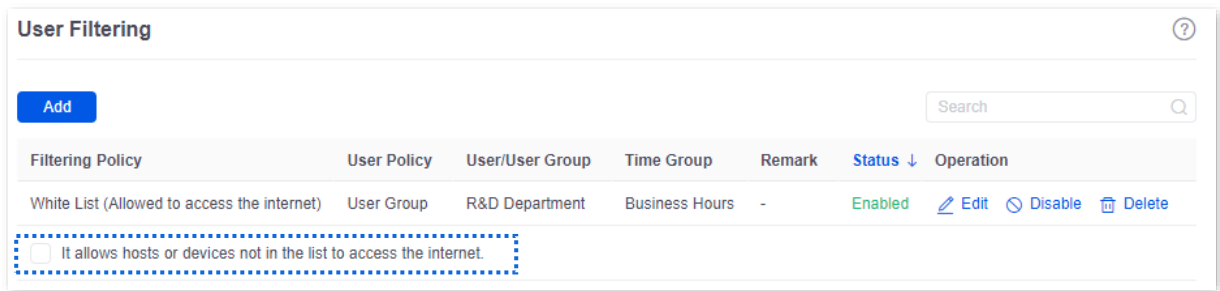 User Filtering
Add
Search
Filtering Policy User Policy User/User Group Time Group Remark Status ↓ Operation
White List (Allowed to access the internet) User Group R&D Department Business Hours - Enabled Edit Disable Delete
It allows hosts or devices not in the list to access the internet.